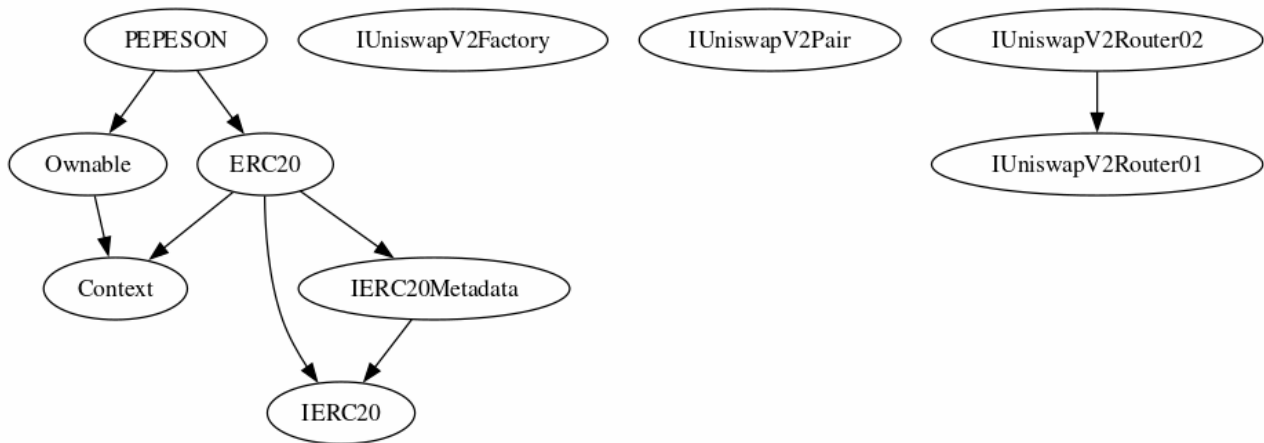 PEPESON
IUniswapV2Factory
IUniswapV2Pair
IUniswapV2Router02
Ownable
ERC20
IUniswapV2Router01
Context
IERC20Metadata
IERC20